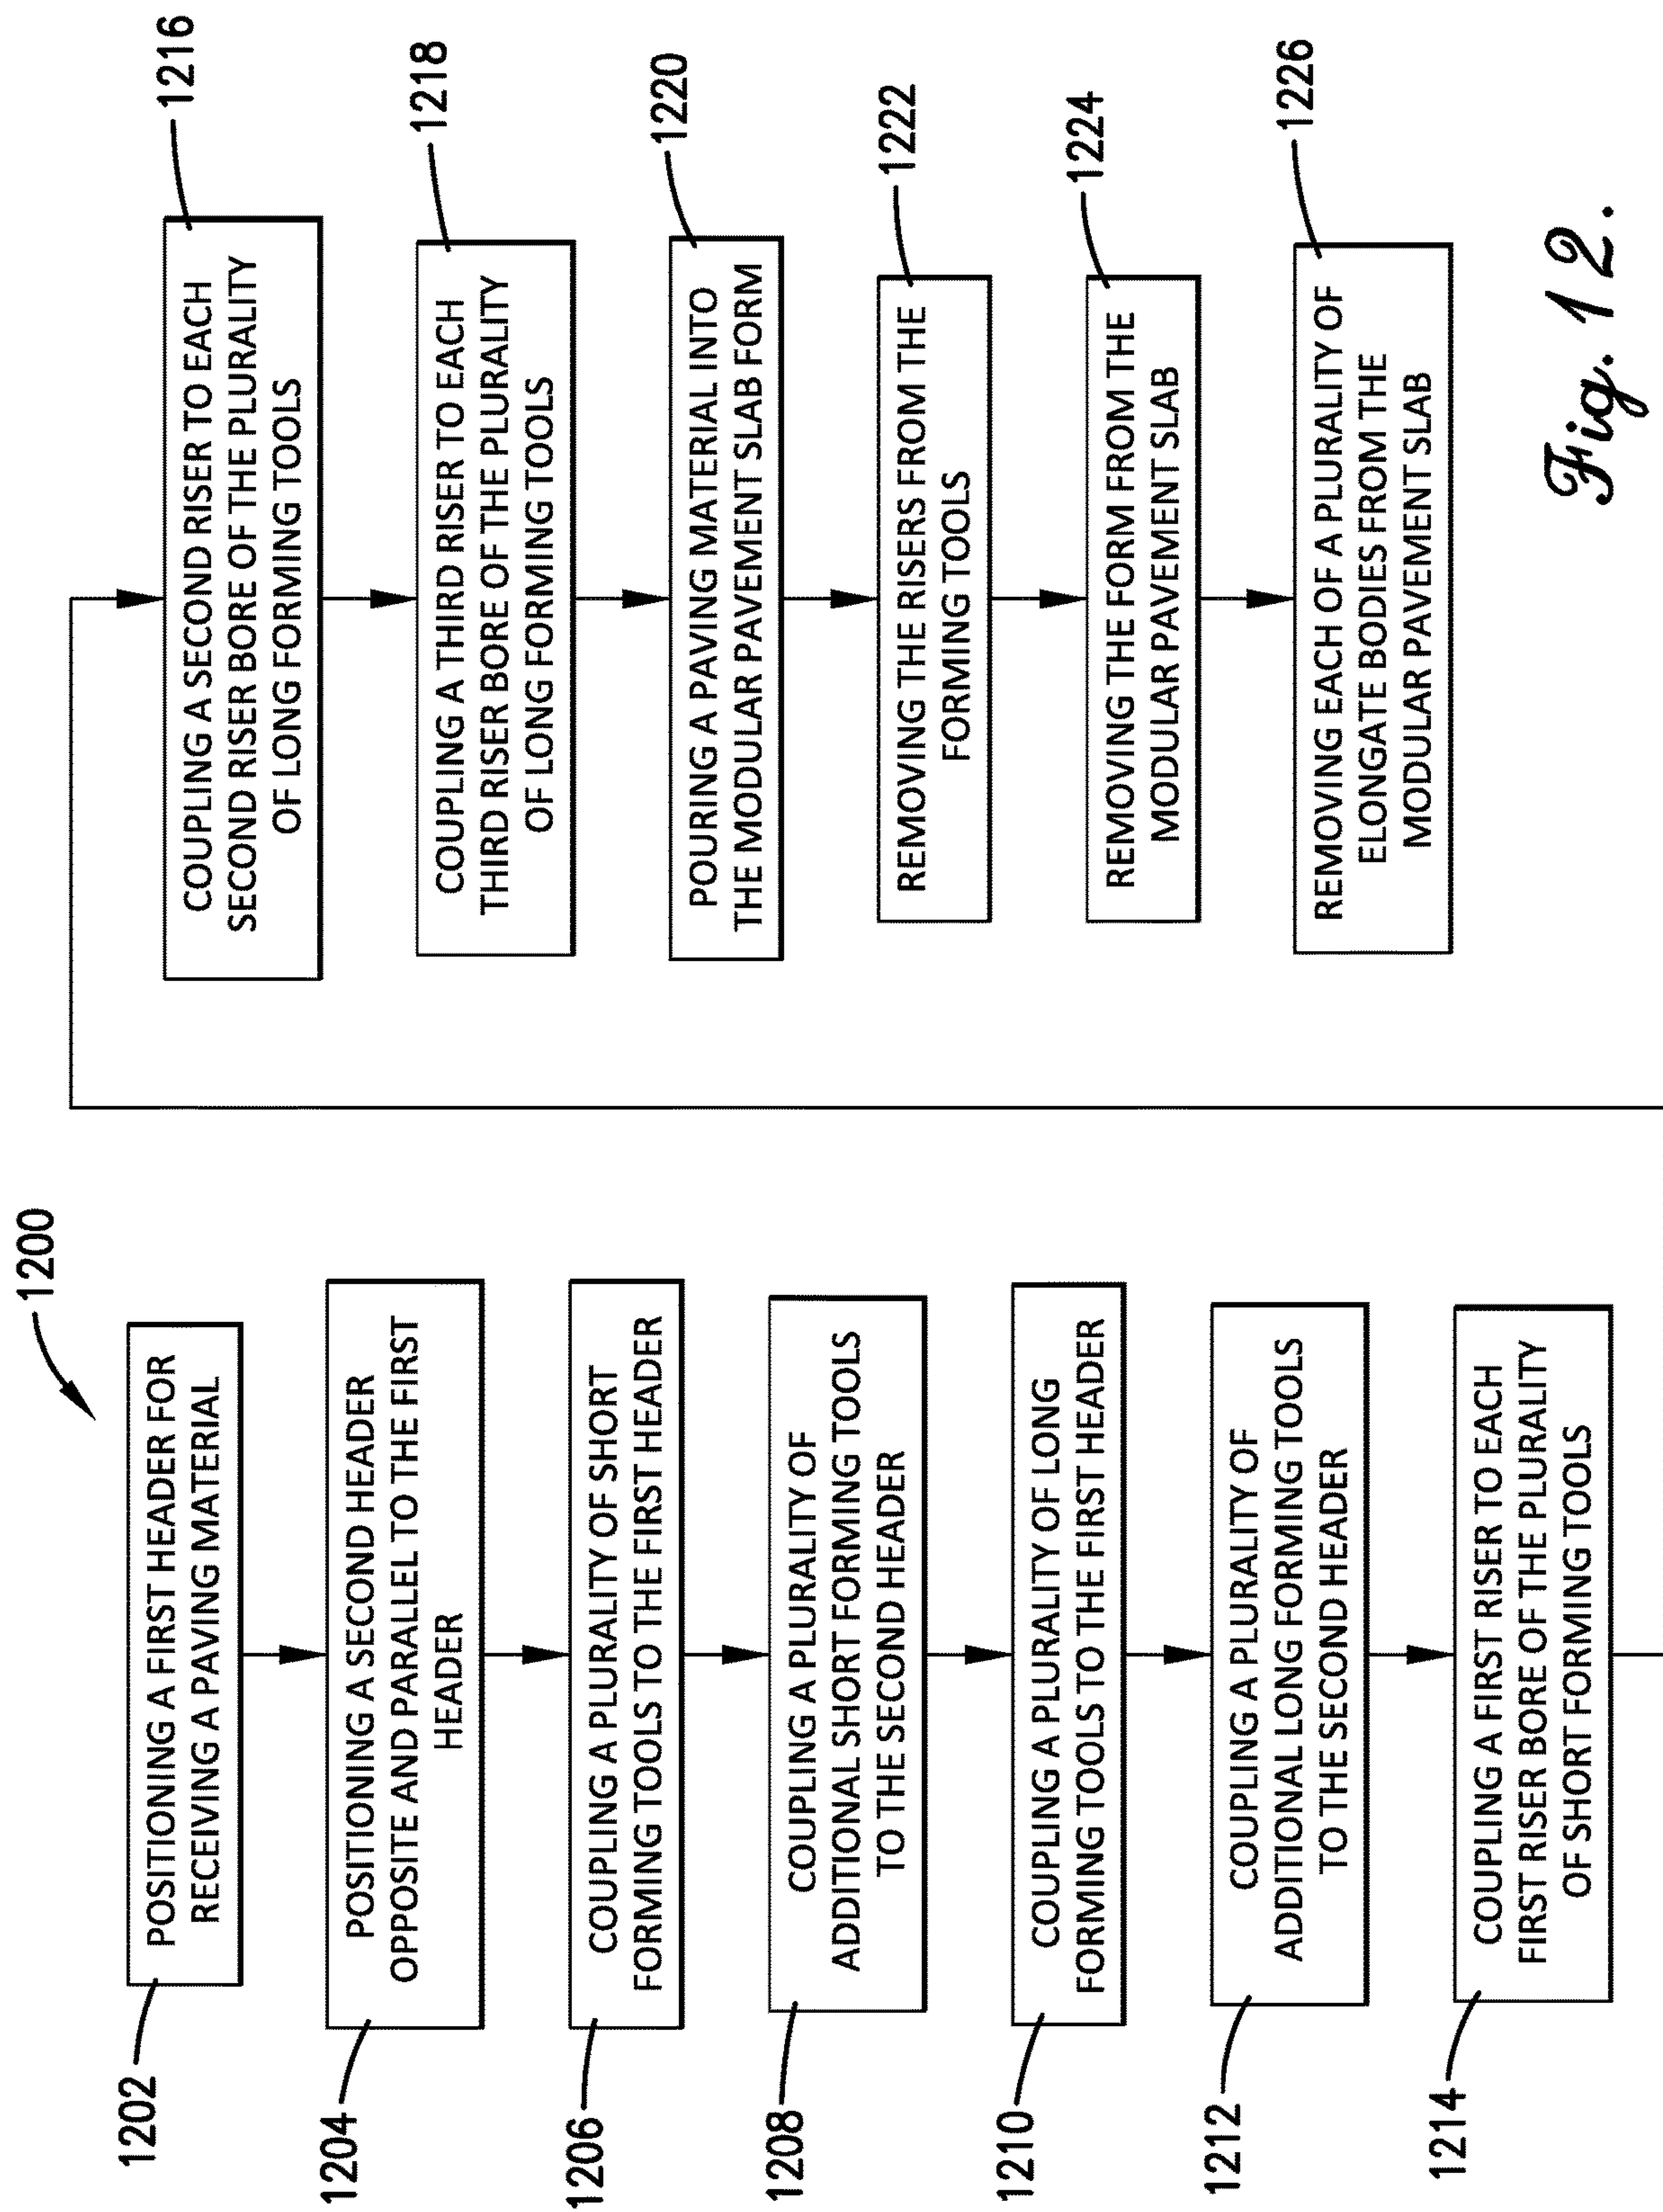 1200
1202
POSITIONING A FIRST HEADER FOR
RECEIVING A PAVING MATERIAL
1204
POSITIONING A SECOND HEADER
OPPOSITE AND PARALLEL TO THE FIRST
HEADER
1206
COUPLING A PLURALITY OF SHORT
FORMING TOOLS TO THE FIRST HEADER
1208
COUPLING A PLURALITY OF
ADDITIONAL SHORT FORMING TOOLS
TO THE SECOND HEADER
1210
COUPLING A PLURALITY OF LONG
FORMING TOOLS TO THE FIRST HEADER
1212
COUPLING A PLURALITY OF
ADDITIONAL LONG FORMING TOOLS
TO THE SECOND HEADER
1214
COUPLING A FIRST RISER TO EACH
FIRST RISER BORE OF THE PLURALITY
OF SHORT FORMING TOOLS
1216
COUPLING A SECOND RISER TO EACH
SECOND RISER BORE OF THE PLURALITY
OF LONG FORMING TOOLS
1218
COUPLING A THIRD RISER TO EACH
THIRD RISER BORE OF THE PLURALITY
OF LONG FORMING TOOLS
1220
POURING A PAVING MATERIAL INTO
THE MODULAR PAVEMENT SLAB FORM
1222
REMOVING THE RISERS FROM THE
FORMING TOOLS
1224
REMOVING THE FORM FROM THE
MODULAR PAVEMENT SLAB
1226
REMOVING EACH OF A PLURALITY OF
ELONGATE BODIES FROM THE
MODULAR PAVEMENT SLAB
Fig. 12.